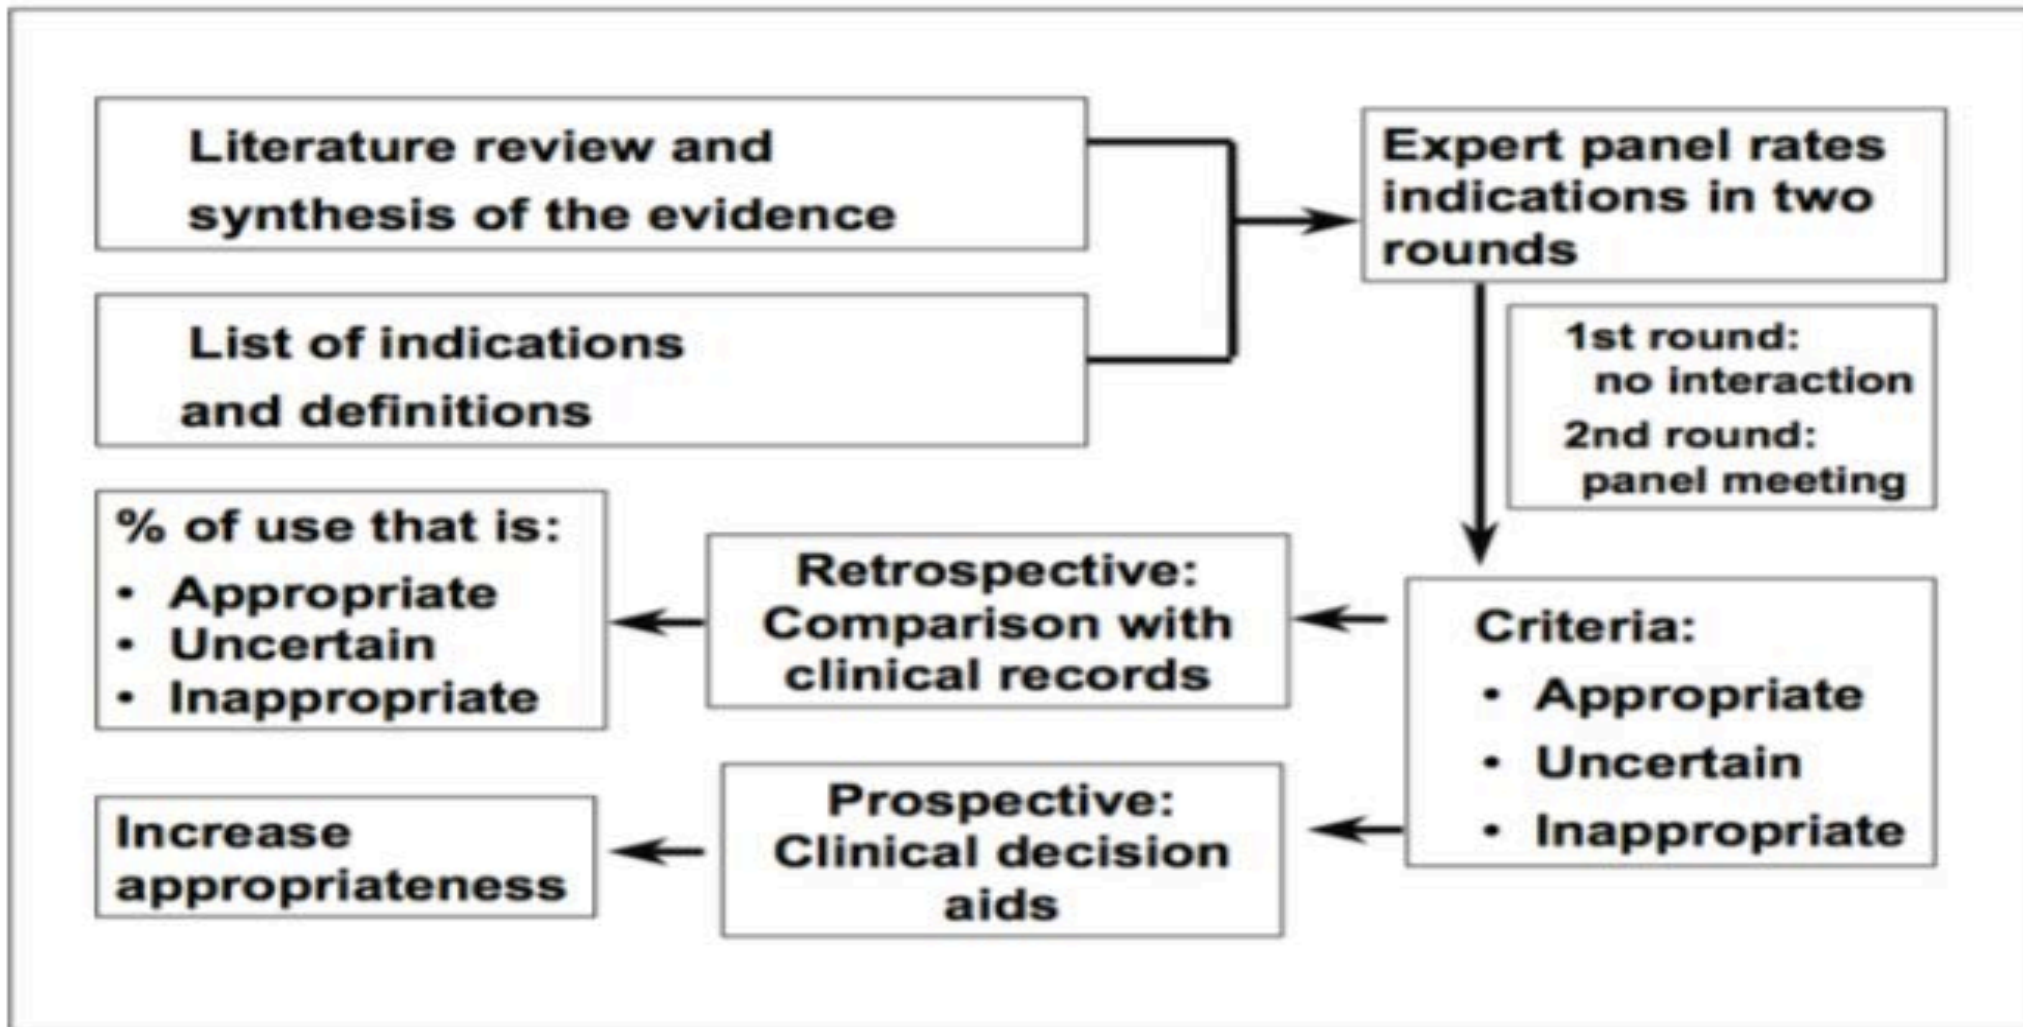 Literature review and
synthesis of the evidence
Expert panel rates
indications in two
rounds
List of indications
and definitions
1st round:
no interaction
2nd round:
panel meeting
% of use that is:
• Appropriate
• Uncertain
• Inappropriate
Retrospective:
Comparison with
clinical records
Criteria:
• Appropriate
• Uncertain
• Inappropriate
Increase
appropriateness
Prospective:
Clinical decision
aids